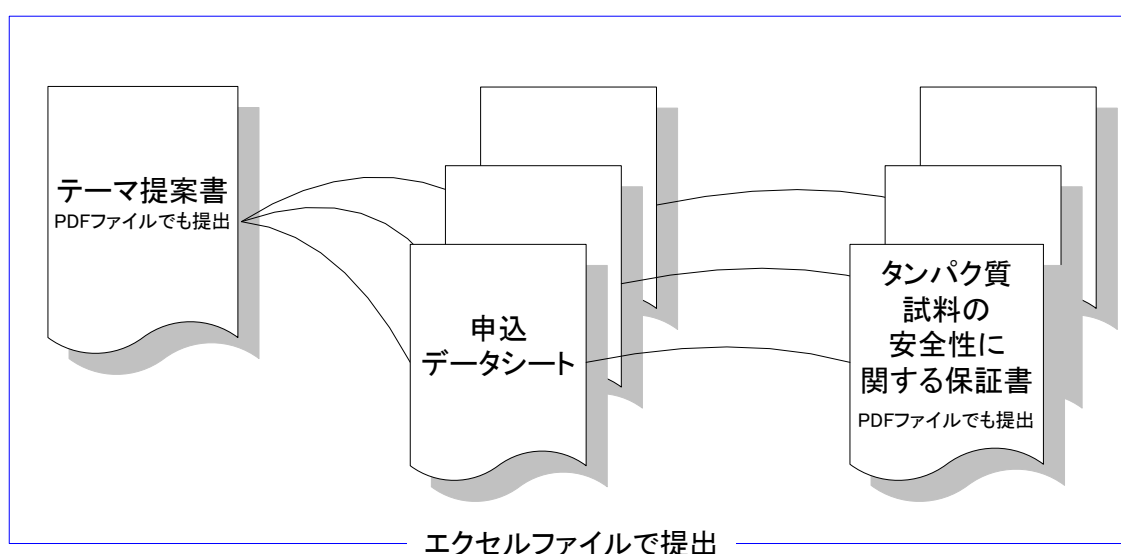 テーマ提案書
PDFファイルでも提出
申込
データシート
タンパク質
試料の
安全性に
関する保証書
PDFファイルでも提出
エクセルファイルで提出